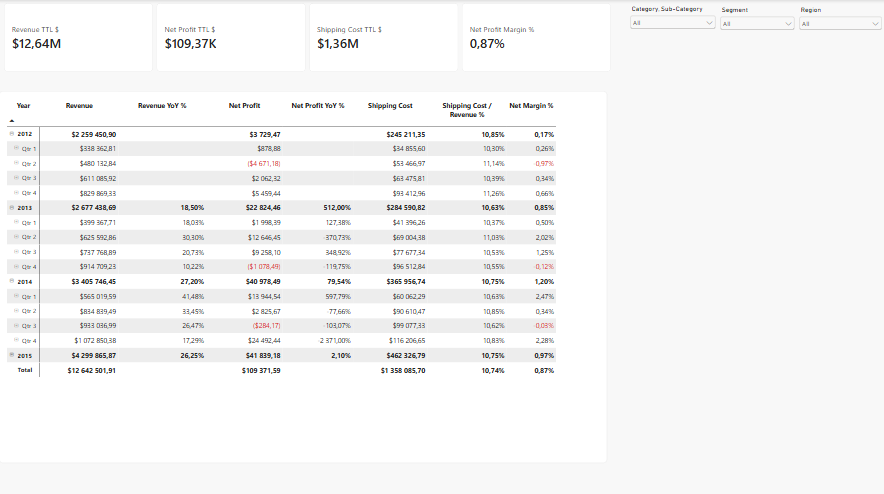 Revenue TTL $ Net Profit TTL $ Shipping Cost TTL $ Net Profit Margin %
$12,64M $109,37K $1,36M 0,87%
Category, Sub-Category Segment Region
All All All
Year Revenue Revenue YoY % Net Profit Net Profit YoY % Shipping Cost Shipping Cost / Revenue % Net Margin %
2012 $2 259 450,90 $3 729,47 $245 211,35 10,85% 0,17%
Qtr 1 $338 362,81 $878,88 $34 855,60 10,30% 0,26%
Qtr 2 $480 132,84 ($4 671,18) $53 466,97 11,14% -0,97%
Qtr 3 $611 085,92 $2 062,32 $63 475,81 10,39% 0,34%
Qtr 4 $829 869,33 $5 459,44 $93 412,96 11,26% 0,66%
2013 $2 677 438,69 18,50% $22 824,46 512,00% $284 590,82 10,63% 0,85%
Qtr 1 $399 367,71 18,03% $1 998,39 127,38% $41 396,26 10,37% 0,50%
Qtr 2 $625 592,86 30,30% $12 646,45 -370,73% $69 004,38 11,03% 2,02%
Qtr 3 $737 768,89 20,73% $9 258,10 348,92% $77 677,34 10,53% 1,25%
Qtr 4 $914 709,23 10,22% ($1 078,49) -119,75% $96 512,84 10,55% -0,12%
2014 $3 405 746,45 27,20% $40 978,49 79,54% $365 956,74 10,75% 1,20%
Qtr 1 $565 019,59 41,48% $13 944,54 597,79% $60 062,29 10,63% 2,47%
Qtr 2 $834 839,49 33,45% $2 825,67 -77,66% $90 610,47 10,85% 0,34%
Qtr 3 $933 036,99 26,47% ($284,17) -103,07% $99 077,33 10,62% -0,03%
Qtr 4 $1 072 850,38 17,29% $24 492,44 -2 371,00% $116 206,65 10,83% 2,28%
2015 $4 299 865,87 26,25% $41 839,18 2,10% $462 326,79 10,75% 0,97%
Total $12 642 501,91 $109 371,59 $1 358 085,70 10,74% 0,87%